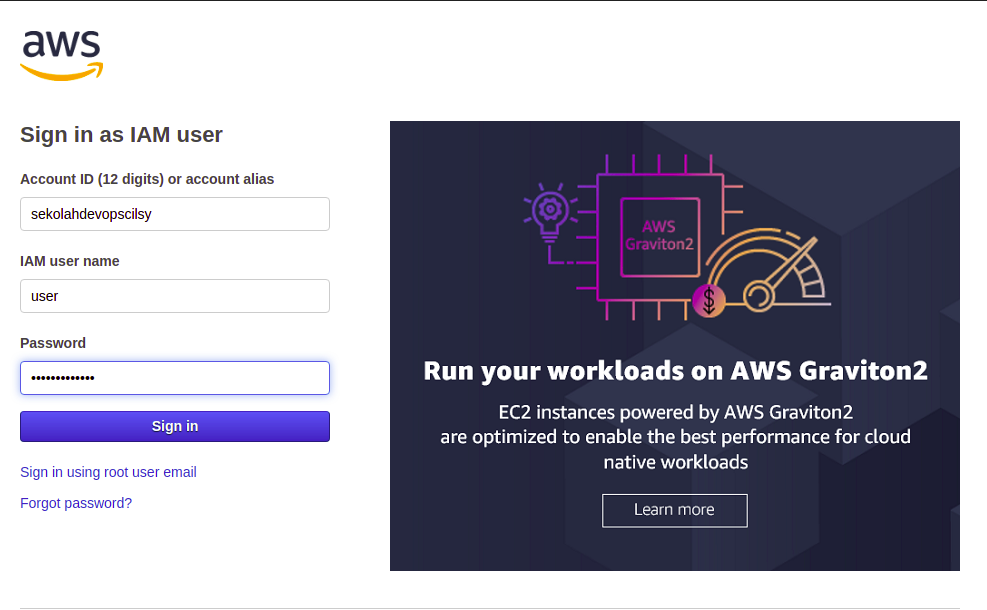 aws
Sign in as IAM user
Account ID (12 digits) or account alias
sekolahdevopscilsy
IAM user name
user
Password
•••••••••••••
Sign in
Sign in using root user email
Forgot password?
AWS
Graviton2
$
Run your workloads on AWS Graviton2
EC2 instances powered by AWS Graviton2
are optimized to enable the best performance for cloud
native workloads
Learn more